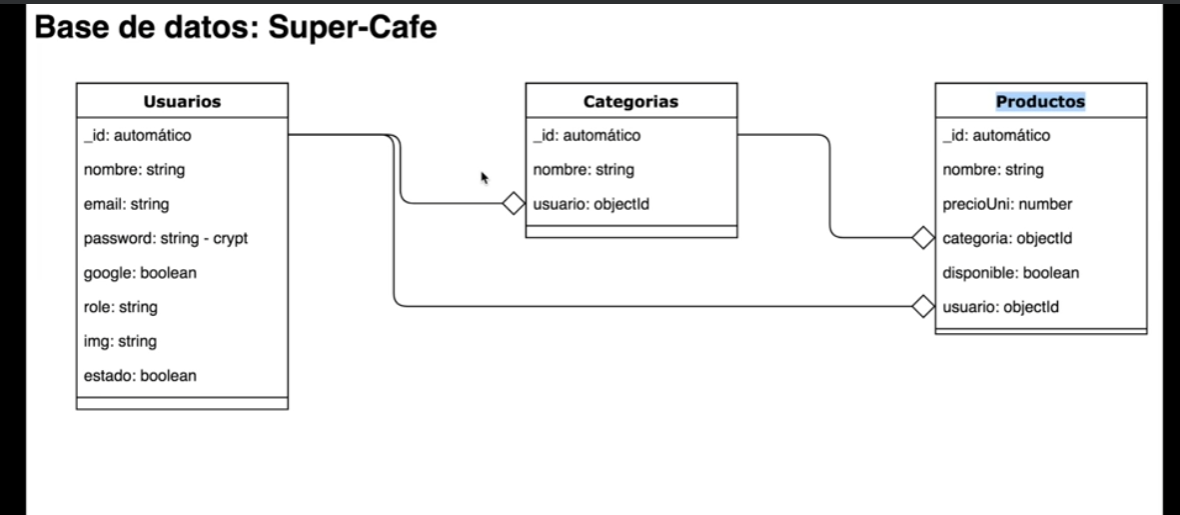 Base de datos: Super-Cafe
Usuarios
_id: automático
nombre: string
email: string
password: string - crypt
google: boolean
role: string
img: string
estado: boolean
Categorias
_id: automático
nombre: string
usuario: objectId
Productos
_id: automático
nombre: string
precioUni: number
categoria: objectId
disponible: boolean
usuario: objectId